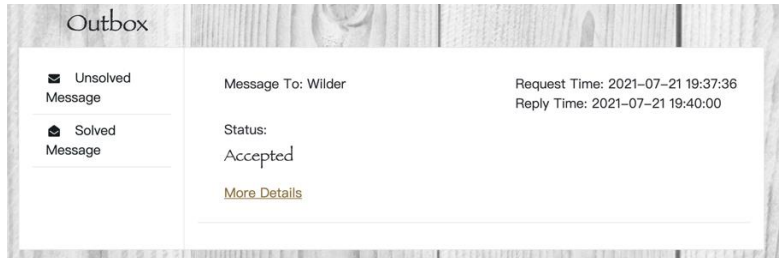 Outbox
Unsolved
Message
Solved
Message
Message To: Wilder
Request Time: 2021-07-21 19:37:36
Reply Time: 2021-07-21 19:40:00
Status:
Accepted
More Details